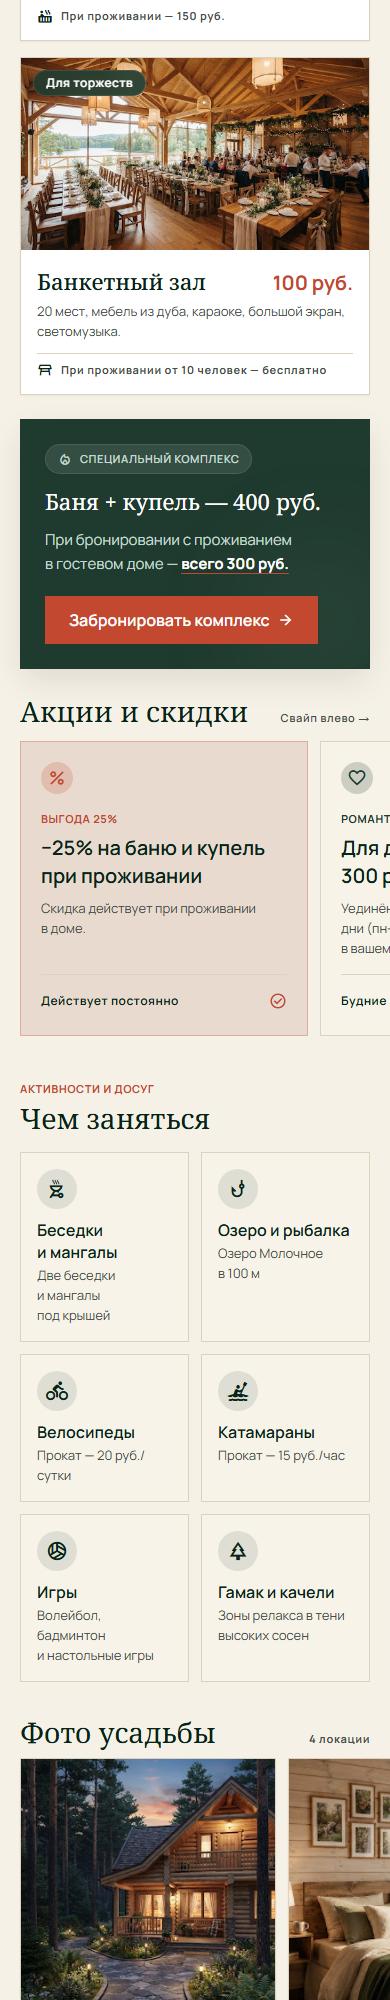 При проживании — 150 руб.
Для торжеств
Банкетный зал
100 руб.
20 мест, мебель из дуба, караоке, большой экран,
светомузыка.
При проживании от 10 человек — бесплатно
СПЕЦИАЛЬНЫЙ КОМПЛЕКС
Баня + купель — 400 руб.
При бронировании с проживанием
в гостевом доме — всего 300 руб.
Забронировать комплекс →
Акции и скидки
Свайп влево →
ВЫГОДА 25%
−25% на баню и купель
при проживании
Скидка действует при проживании
в доме.
Действует постоянно
РОМАНТ
Для д
300 р
Уединён
дни (пн-
в вашем
Будние
АКТИВНОСТИ И ДОСУГ
Чем заняться
Беседки
и мангалы
Две беседки
и мангалы
под крышей
Озеро и рыбалка
Озеро Молочное
в 100 м
Велосипеды
Прокат — 20 руб./
сутки
Катамараны
Прокат — 15 руб./час
Игры
Волейбол,
бадминтон
и настольные игры
Гамак и качели
Зоны релакса в тени
высоких сосен
Фото усадьбы
4 локации